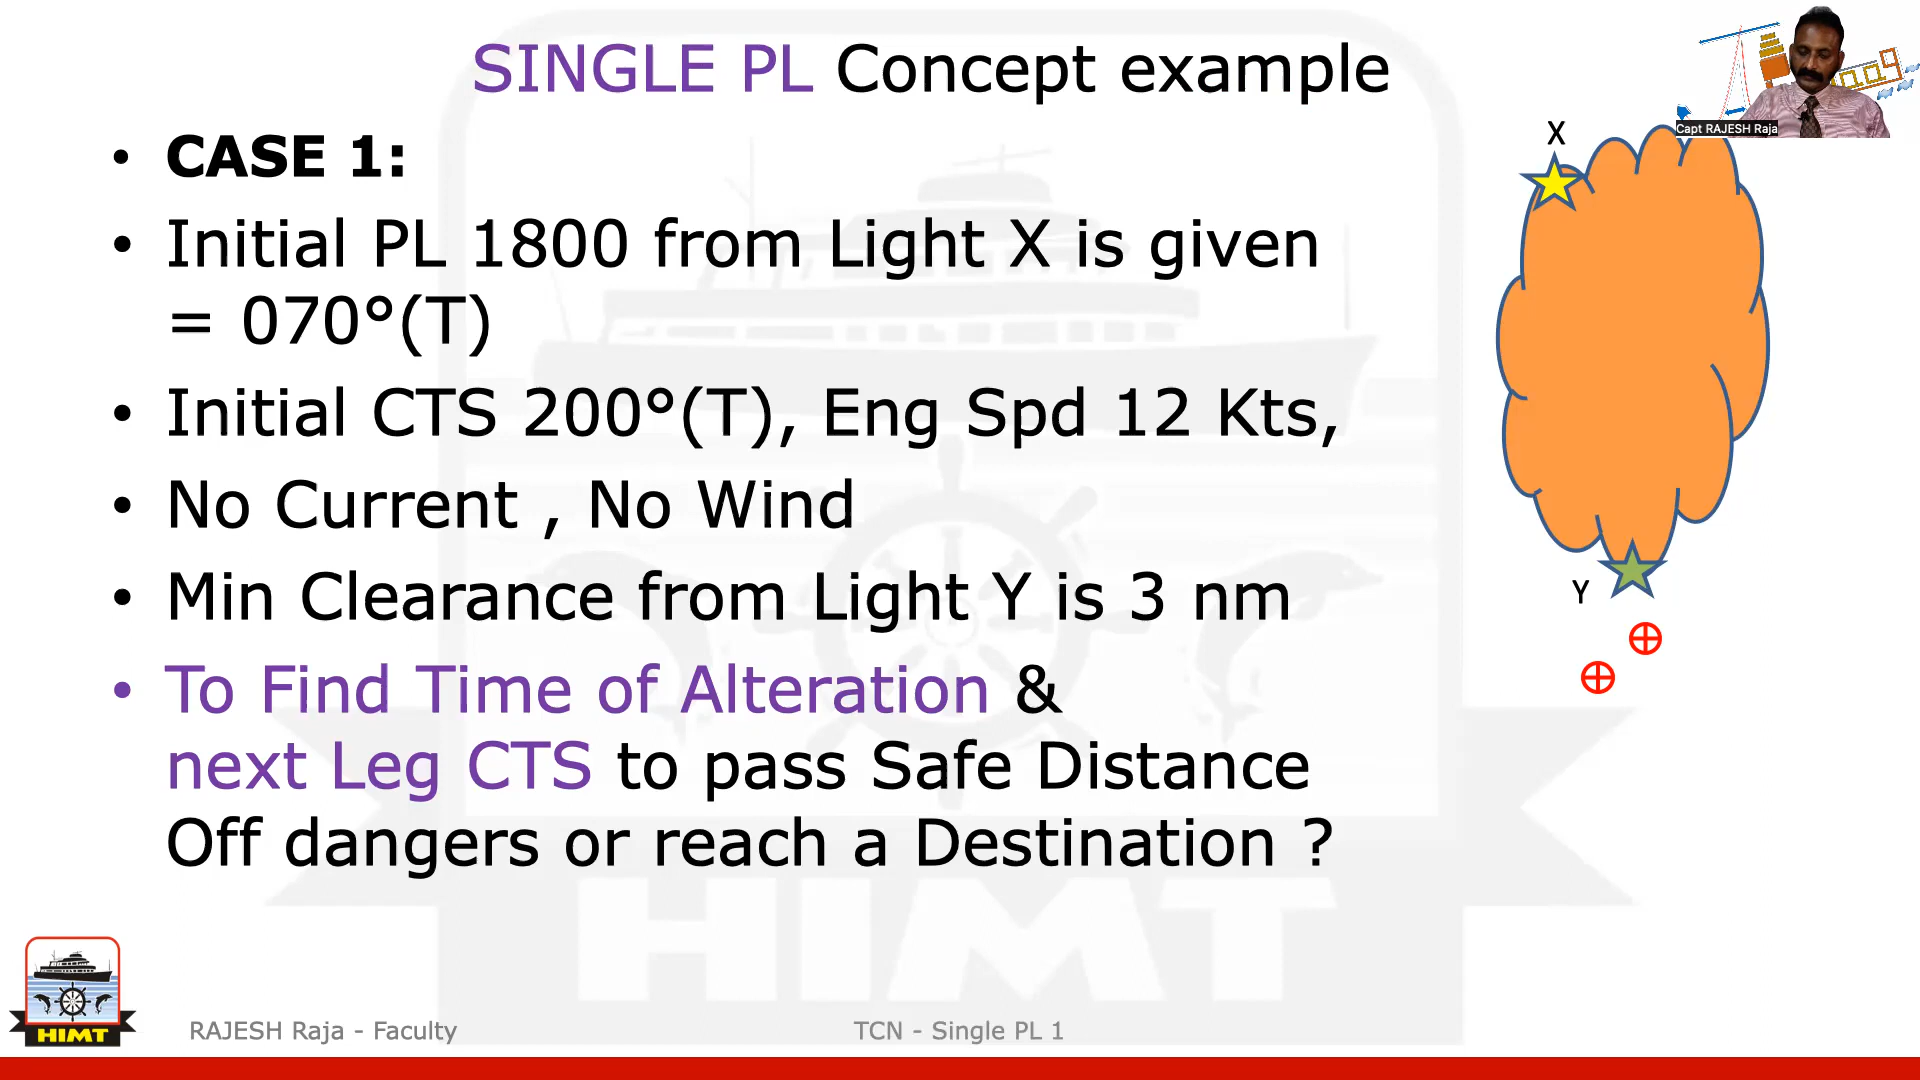 SINGLE PL Concept example
• CASE 1:
• Initial PL 1800 from Light X is given
= 070°(T)
• Initial CTS 200°(T), Eng Spd 12 Kts,
• No Current , No Wind
• Min Clearance from Light Y is 3 nm
• To Find Time of Alteration &
next Leg CTS to pass Safe Distance
Off dangers or reach a Destination ?
X
Y
Capt RAJESH Raja
HIMT
HIMT
RAJESH Raja - Faculty
TCN - Single PL 1